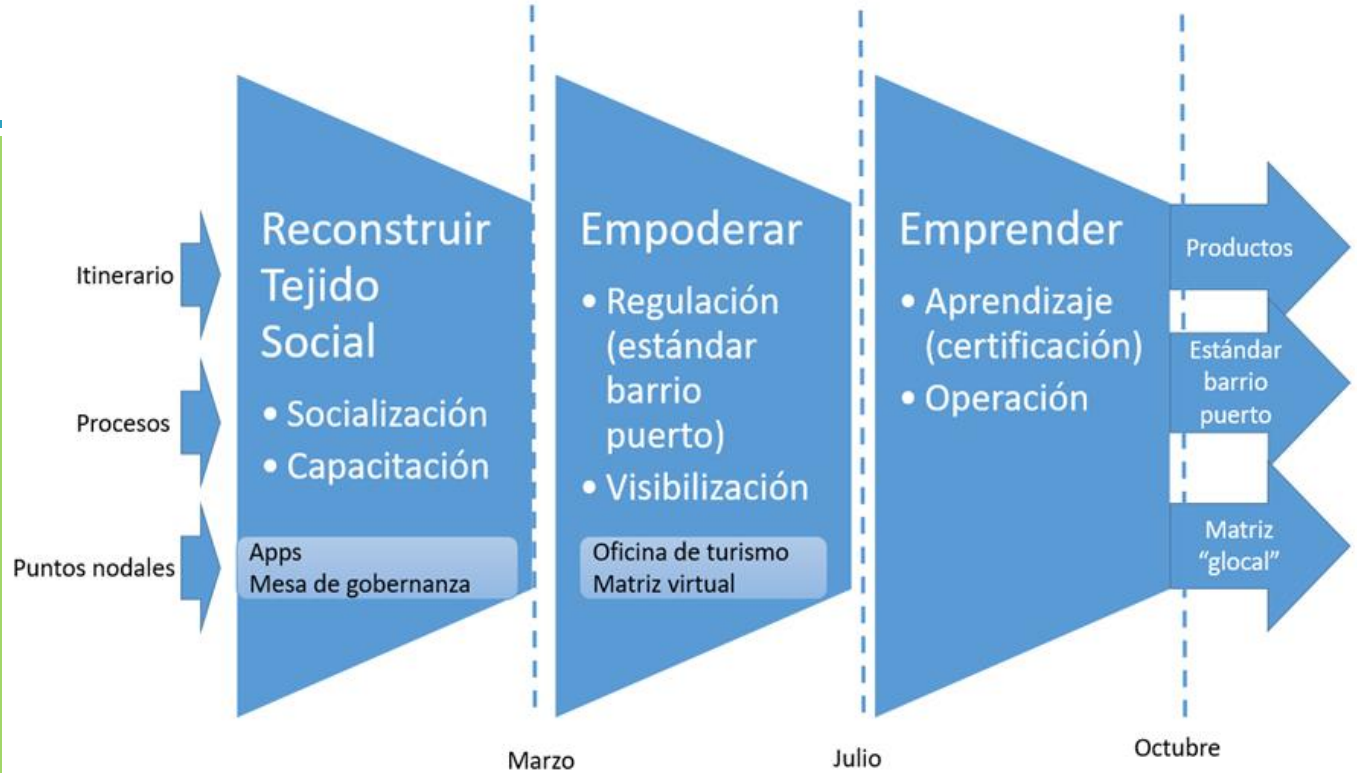 Itinerario
Procesos
Puntos nodales
Reconstruir
Tejido
Social
• Socialización
• Capacitación
Apps
Mesa de gobernanza
Empoderar
• Regulación
(estándar
barrio
puerto)
• Visibilización
Oficina de turismo
Matriz virtual
Emprender
• Aprendizaje
(certificación)
• Operación
Productos
Estándar
barrio
puerto
Matriz
“glocal”
Marzo
Julio
Octubre